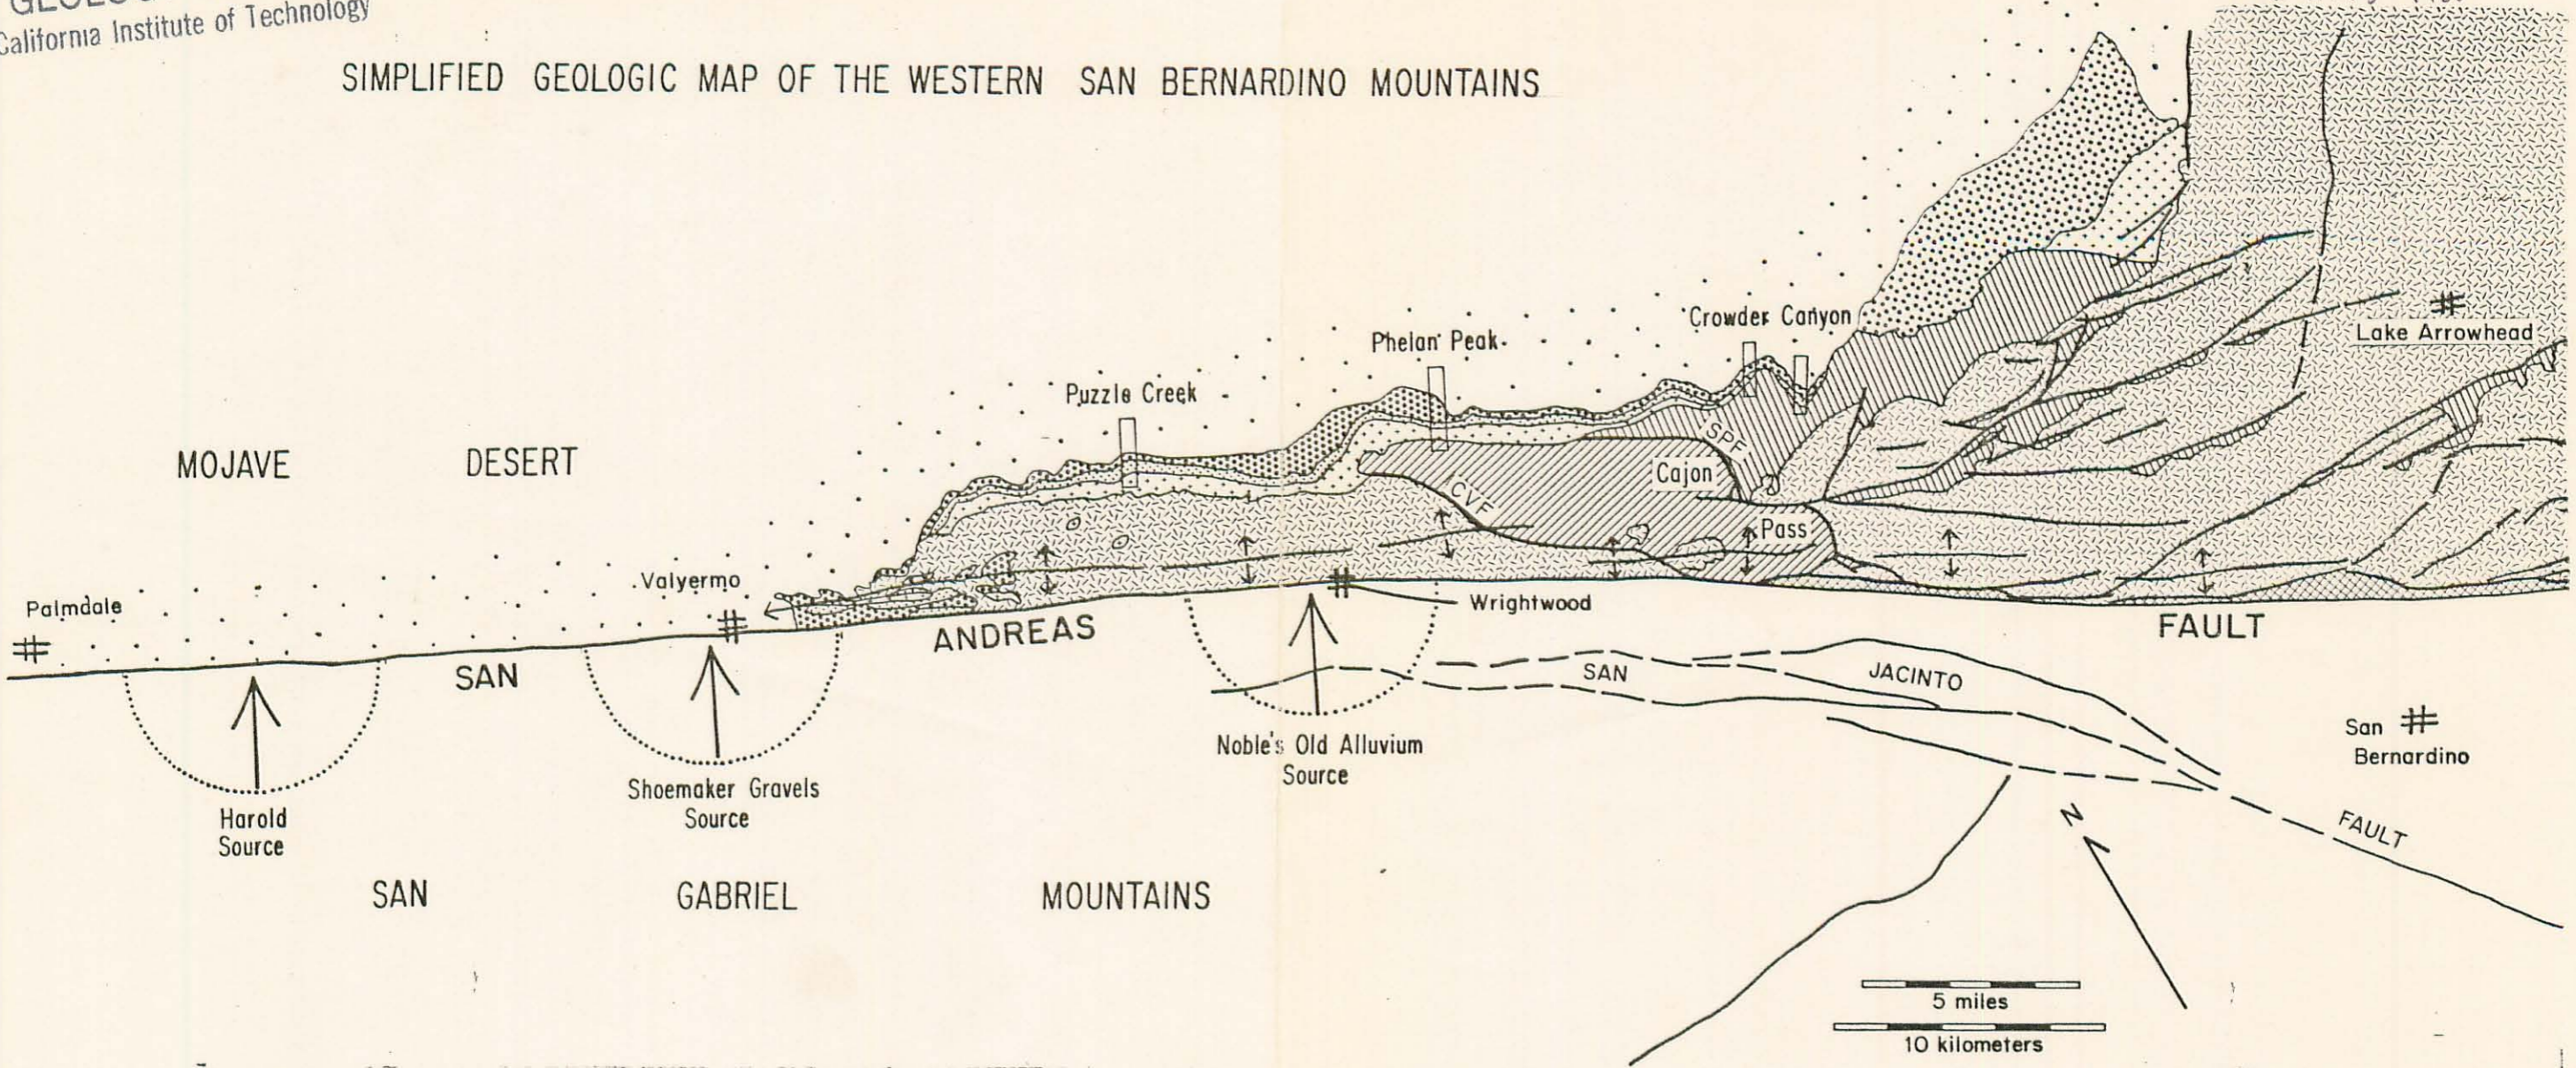 California Institute of Technology
SIMPLIFIED GEOLOGIC MAP OF THE WESTERN SAN BERNARDINO MOUNTAINS
Crowder Canyon
Phelan Peak
Lake Arrowhead
Puzzle Creek
SPF
MOJAVE DESERT
Cajon
CVF
Pass
Valyermo
Palmdale
Wrightwood
SAN ANDREAS FAULT
SAN JACINTO
San
Bernardino
Noble's Old Alluvium
Source
Shoemaker Gravels
Source
Harold
Source
N
FAULT
SAN GABRIEL MOUNTAINS
5 miles
10 kilometers